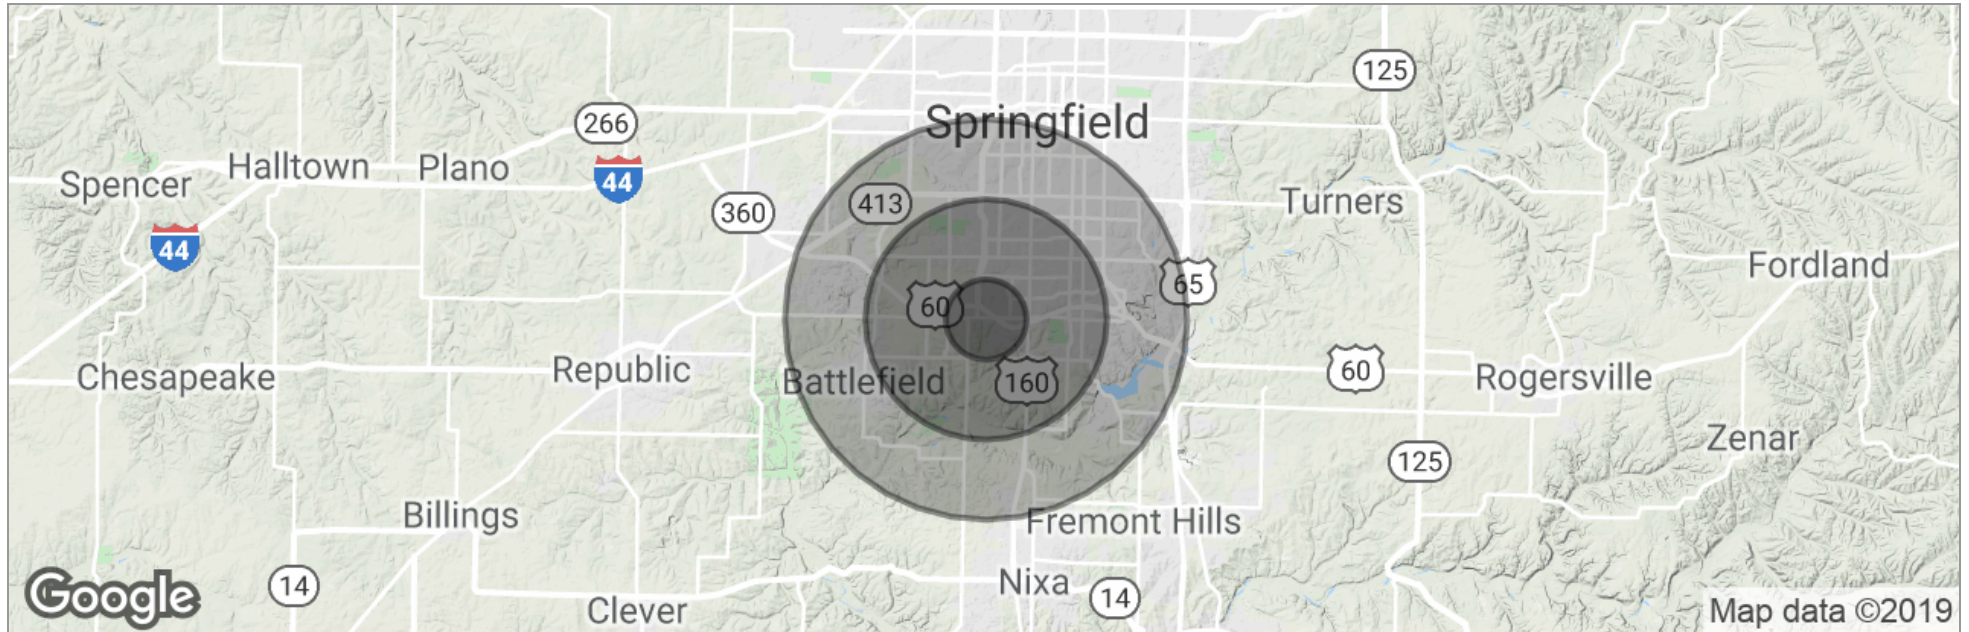 125
Springfield
266
Halltown
Plano
Spencer
44
413
360
Turners
44
Fordland
65
60
Republic
60
Chesapeake
Battlefield
160
Rogersville
Zenar
125
Billings
Fremont Hills
Nixa
14
Google
14
Clever
Map data ©2019